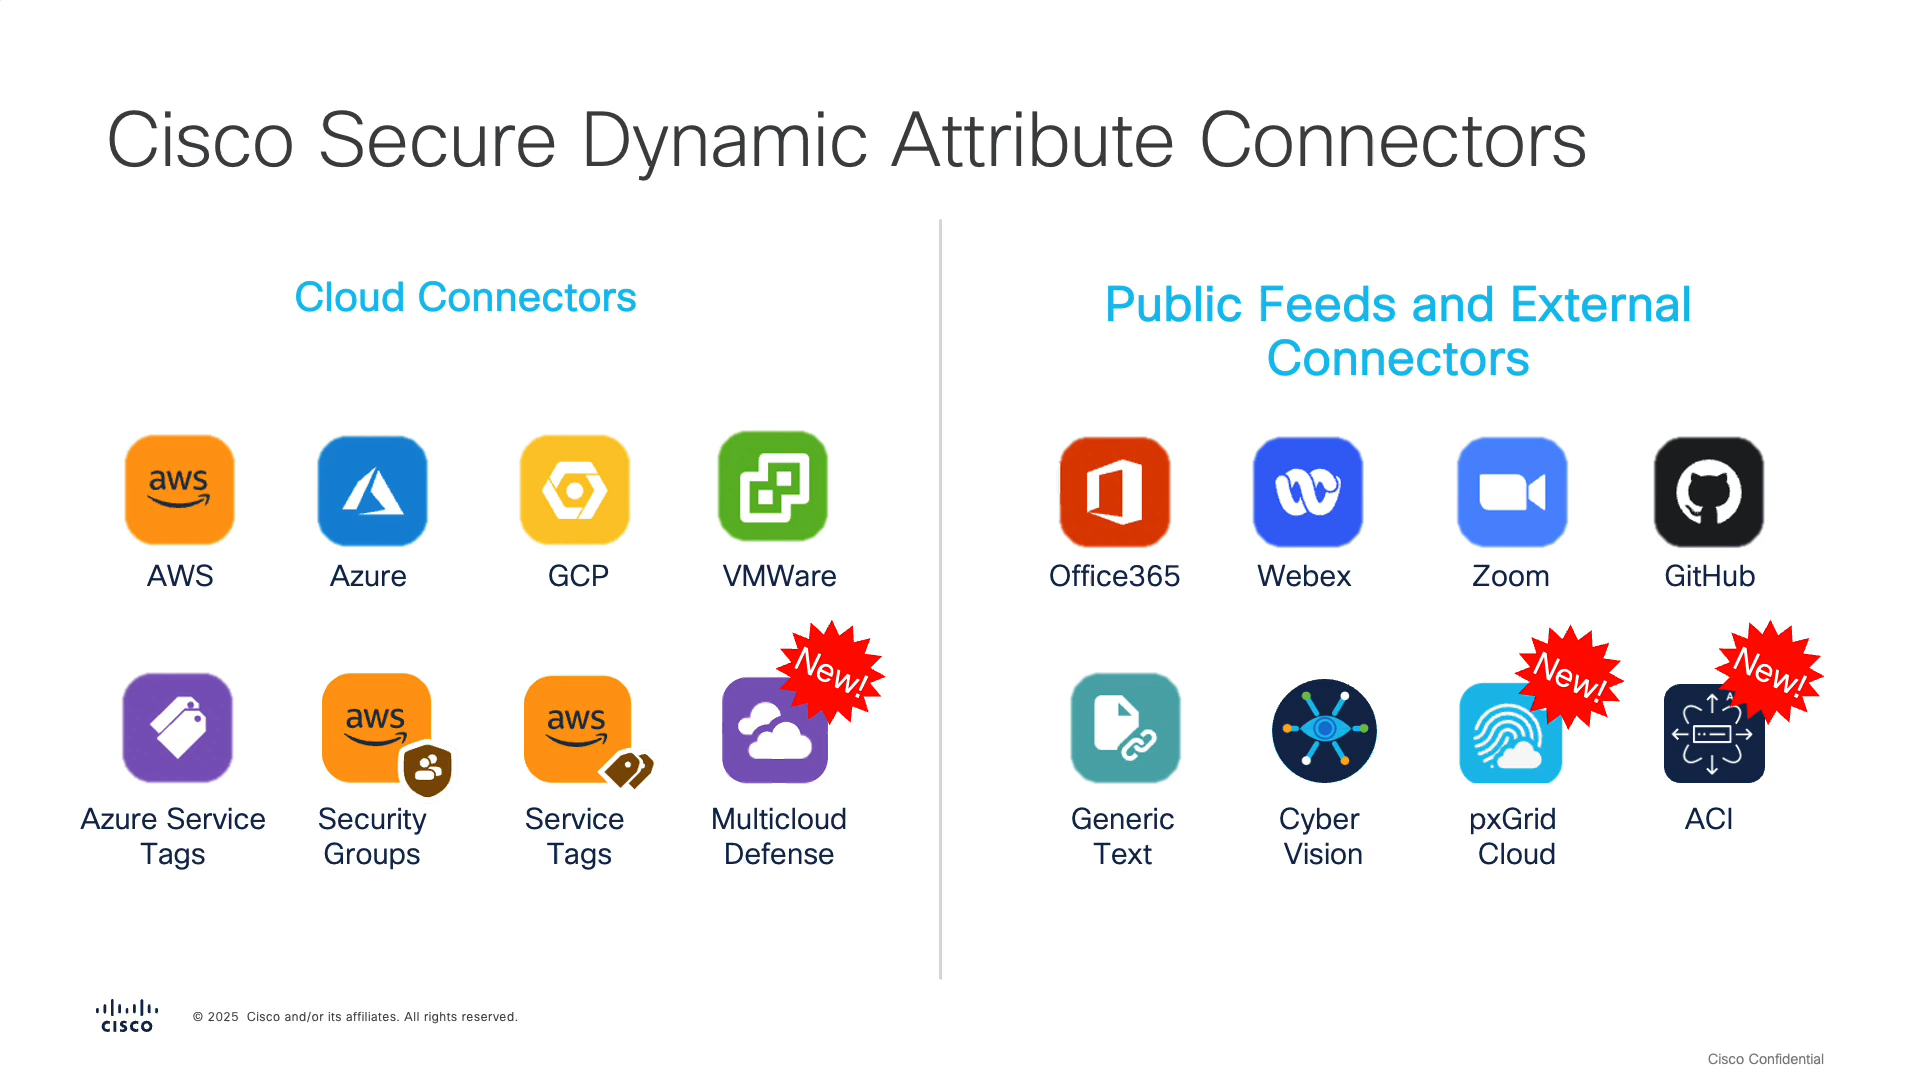 Cisco Secure Dynamic Attribute Connectors
Cloud Connectors
aws
AWS
Azure
GCP
VMWare
New!
aws
aws
Azure Service
Tags
Security
Groups
Service
Tags
Multicloud
Defense
Public Feeds and External
Connectors
Office365
Webex
Zoom
GitHub
New!
New!
Generic
Text
Cyber
Vision
pxGrid
Cloud
ACI
CISCO
© 2025 Cisco and/or its affiliates. All rights reserved.
Cisco Confidential